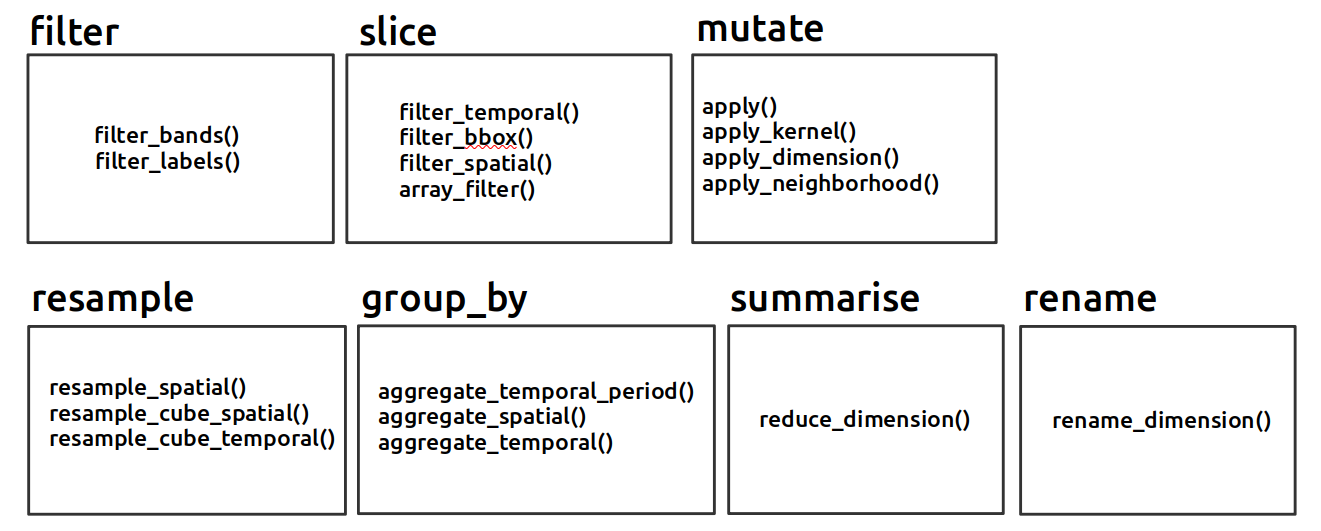 filter
filter_bands()
filter_labels()
slice
filter_temporal()
filter_bbox()
filter_spatial()
array_filter()
mutate
apply()
apply_kernel()
apply_dimension()
apply_neighborhood()
resample
resample_spatial()
resample_cube_spatial()
resample_cube_temporal()
group_by
aggregate_temporal_period()
aggregate_spatial()
aggregate_temporal()
summarise
reduce_dimension()
rename
rename_dimension()